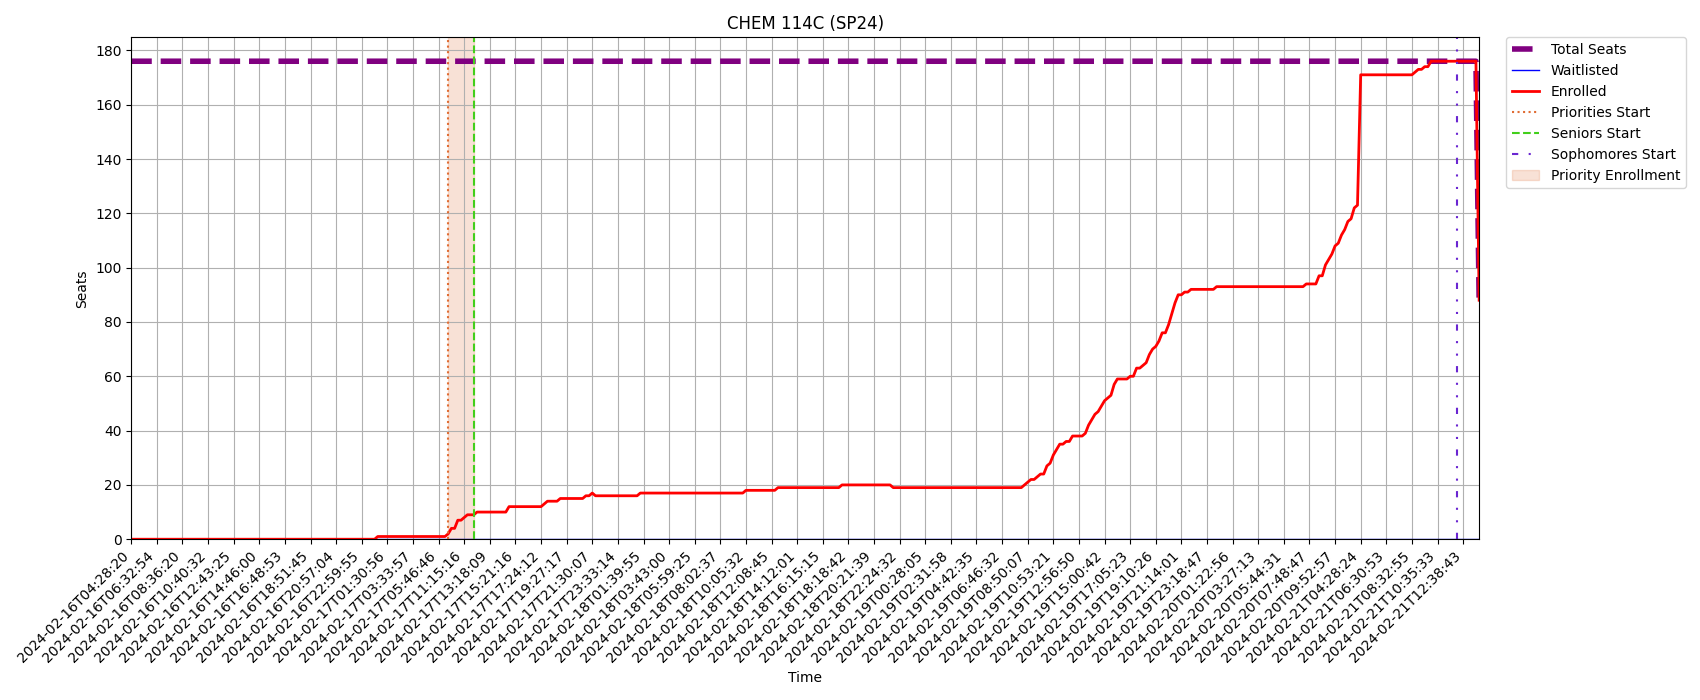 CHEM 114C (SP24)
Total Seats
Waitlisted
Enrolled
Priorities Start
Seniors Start
Sophomores Start
Priority Enrollment
Seats
180
160
140
120
100
80
60
40
20
0
2024-02-16T04:28:20
2024-02-16T06:32:54
2024-02-16T08:36:20
2024-02-16T10:40:32
2024-02-16T12:43:25
2024-02-16T14:46:00
2024-02-16T16:48:53
2024-02-16T18:51:45
2024-02-16T20:57:04
2024-02-16T22:59:55
2024-02-17T01:30:56
2024-02-17T03:33:57
2024-02-17T05:46:46
2024-02-17T11:15:16
2024-02-17T13:18:09
2024-02-17T15:21:16
2024-02-17T17:24:12
2024-02-17T19:27:17
2024-02-17T21:30:07
2024-02-17T23:33:14
2024-02-18T01:39:55
2024-02-18T03:43:00
2024-02-18T05:59:25
2024-02-18T08:02:37
2024-02-18T10:05:32
2024-02-18T12:08:45
2024-02-18T14:12:01
2024-02-18T16:15:15
2024-02-18T18:18:42
2024-02-18T20:21:39
2024-02-18T22:24:32
2024-02-19T00:28:05
2024-02-19T02:31:58
2024-02-19T04:42:35
2024-02-19T06:46:32
2024-02-19T08:50:07
2024-02-19T10:53:21
2024-02-19T12:56:50
2024-02-19T15:00:42
2024-02-19T17:05:23
2024-02-19T19:10:26
2024-02-19T21:14:01
2024-02-19T23:18:47
2024-02-20T01:22:56
2024-02-20T03:27:13
2024-02-20T05:44:31
2024-02-20T07:48:47
2024-02-20T09:52:57
2024-02-21T04:28:24
2024-02-21T06:30:53
2024-02-21T08:32:55
2024-02-21T10:35:33
2024-02-21T12:38:43
Time